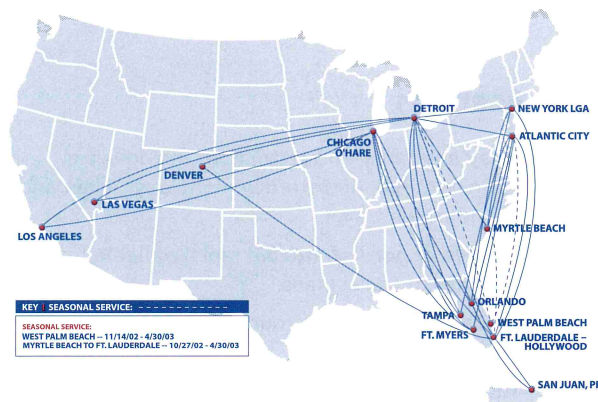 DETROIT
NEW YORK LGA
ATLANTIC CITY
CHICAGO
O'HARE
DENVER
LAS VEGAS
LOS ANGELES
MYRTLE BEACH
ORLANDO
TAMPA
WEST PALM BEACH
FT. MYERS
FT. LAUDERDALE –
HOLLYWOOD
SAN JUAN, P
KEY | SEASONAL SERVICE:
SEASONAL SERVICE:
WEST PALM BEACH -- 11/14/02 - 4/30/03
MYRTLE BEACH TO FT. LAUDERDALE -- 10/27/02 - 4/30/03